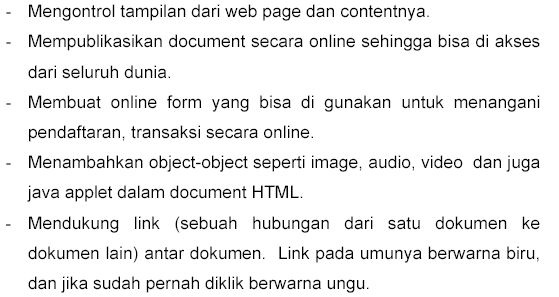 - Mengontrol tampilan dari web page dan contentnya.
- Mempublikasikan document secara online sehingga bisa di akses
dari seluruh dunia.
- Membuat online form yang bisa di gunakan untuk menangani
pendaftaran, transaksi secara online.
- Menambahkan object-object seperti image, audio, video dan juga
java applet dalam document HTML.
- Mendukung link (sebuah hubungan dari satu dokumen ke
dokumen lain) antar dokumen. Link pada umunya berwarna biru,
dan jika sudah pernah diklik berwarna ungu.